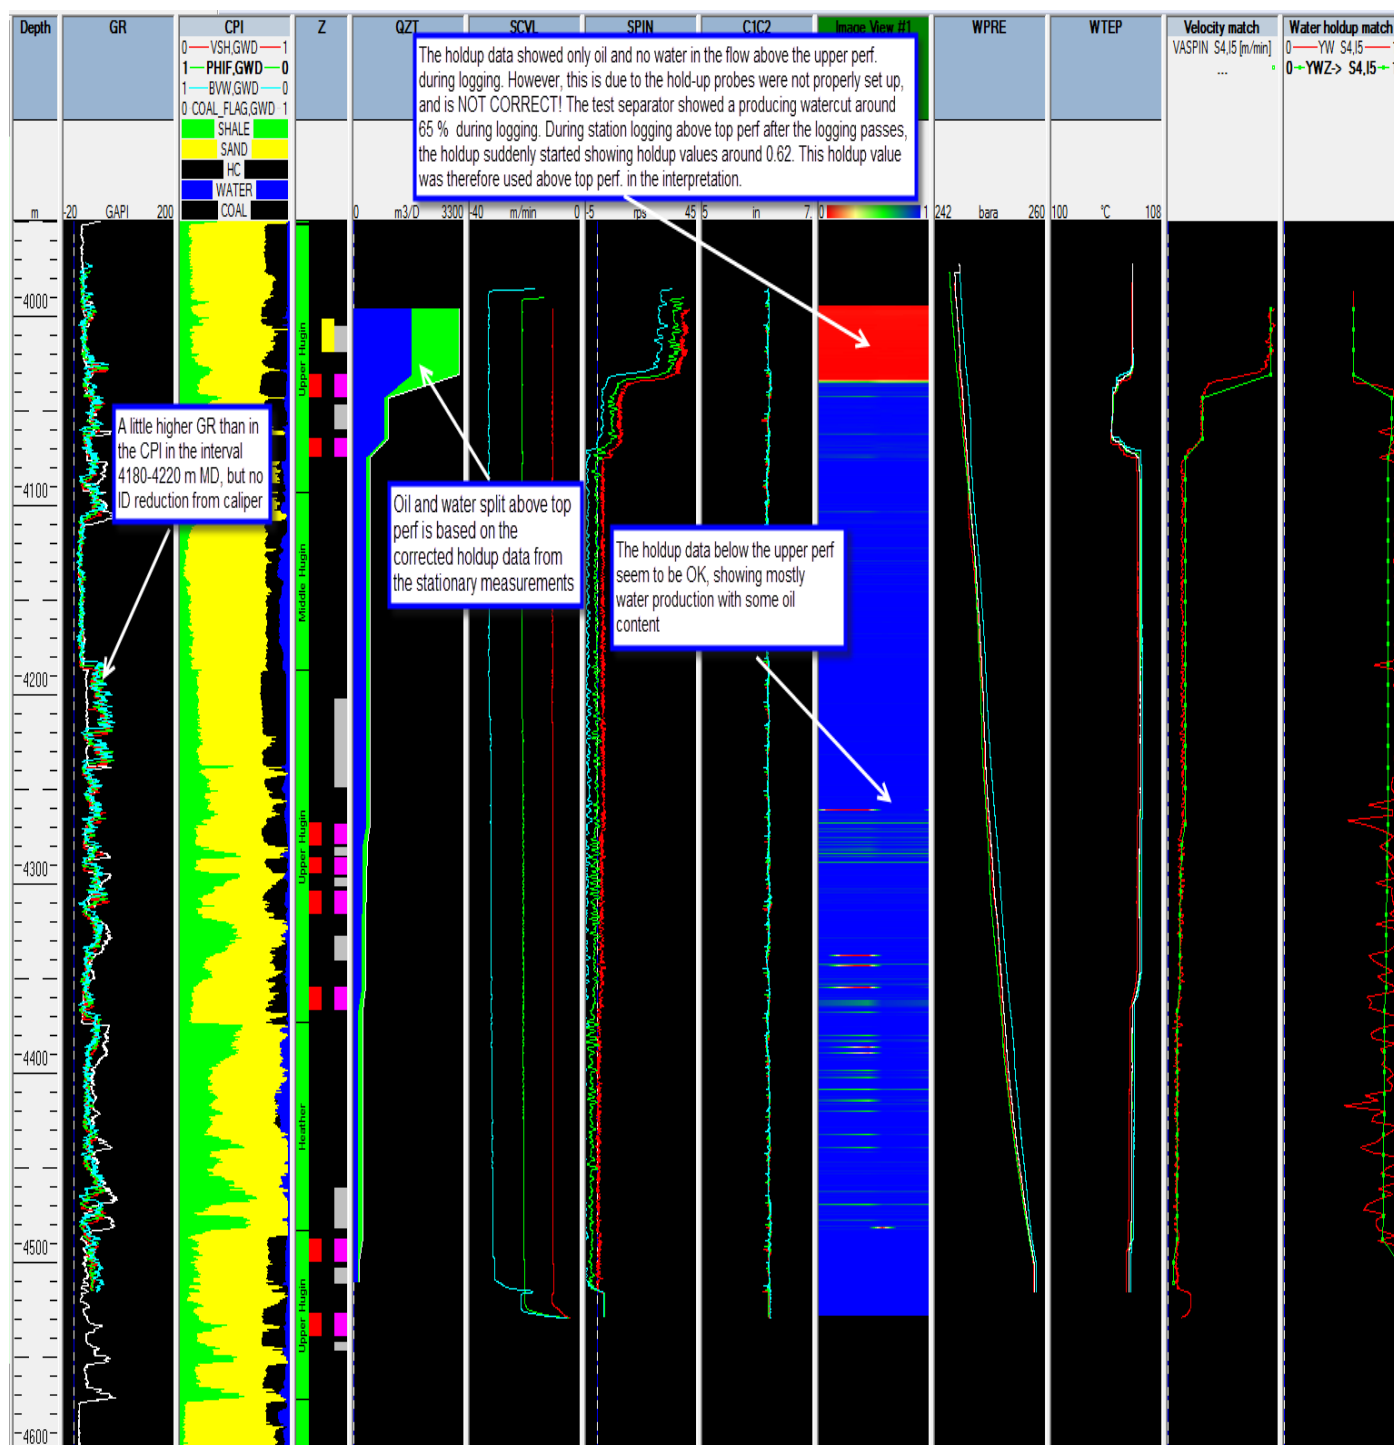 Depth GR CPI Z QZT SCVL SPIN C1C2 Image View #1 WPRE WTEP Velocity match Water holdup match
0 VSH,GWD 1
1 PHIF,GWD 0
1 BVW,GWD 0
0 COAL_FLAG,GWD 1
SHALE
SAND
HC
WATER
COAL
VASPIN S4,I5 [m/min]
...
0 YW S4,I5 1
0 YWZ-> S4,I5
m
-20 GAPI 200
0 m3/D 3300
-40 m/min 0
-5 rps 45
5 in 7.
0 1
242 bara 260
100 °C 108
The holdup data showed only oil and no water in the flow above the upper perf.
during logging. However, this is due to the hold-up probes were not properly set up,
and is NOT CORRECT! The test separator showed a producing watercut around
65 % during logging. During station logging above top perf after the logging passes,
the holdup suddenly started showing holdup values around 0.62. This holdup value
was therefore used above top perf. in the interpretation.
A little higher GR than in
the CPI in the interval
4180-4220 m MD, but no
ID reduction from caliper
Oil and water split above top
perf is based on the
corrected holdup data from
the stationary measurements
The holdup data below the upper perf
seem to be OK, showing mostly
water production with some oil
content
4000
4100
4200
4300
4400
4500
4600
Upper Hugin
Middle Hugin
Upper Hugin
Heather
Upper Hugin